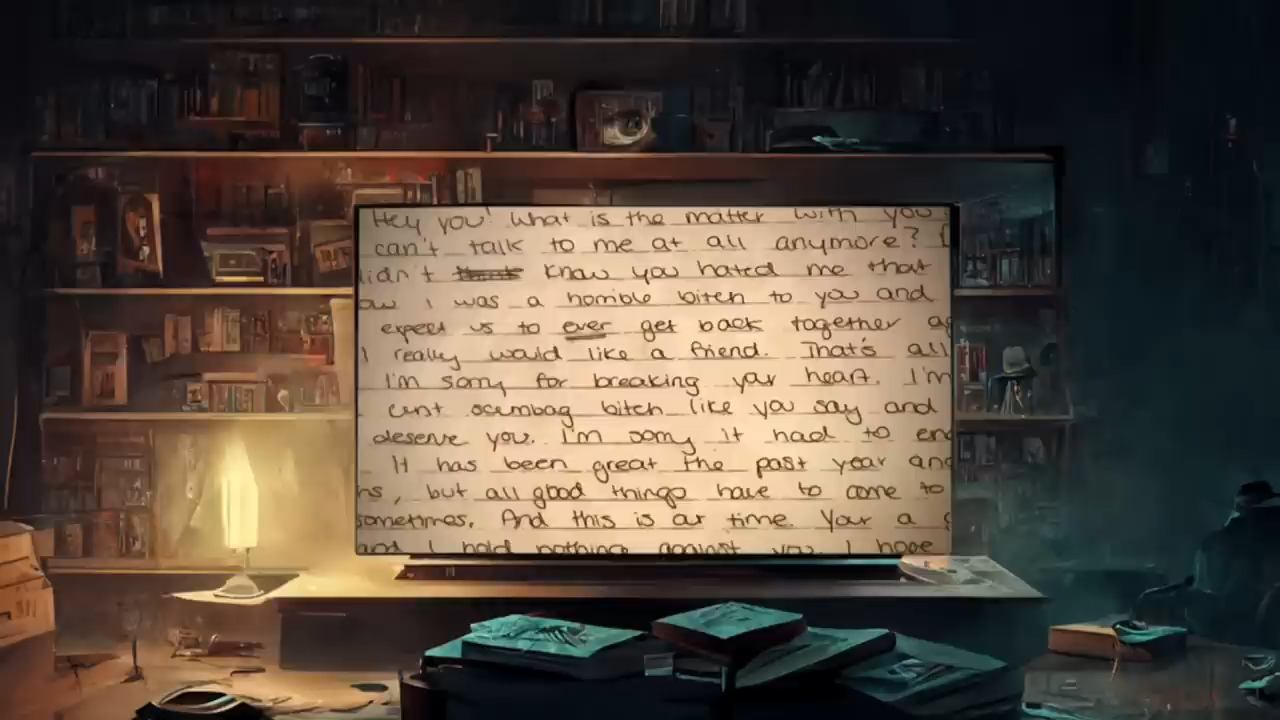 Hey you! What is the matter with you
can't talk to me at all anymore? I
didn't know you hated me that
I was a horrible bitch to you and
expect us to ever get back together as
I really would like a friend. That's all
I'm sorry for breaking your heart. I'm
scumbag bitch like you say and
deserve you. I'm sorry it had to end
It has been great the past year and
but all good things have to come to
sometimes. And this is our time. Your a
and I hold nothing against you. I hope